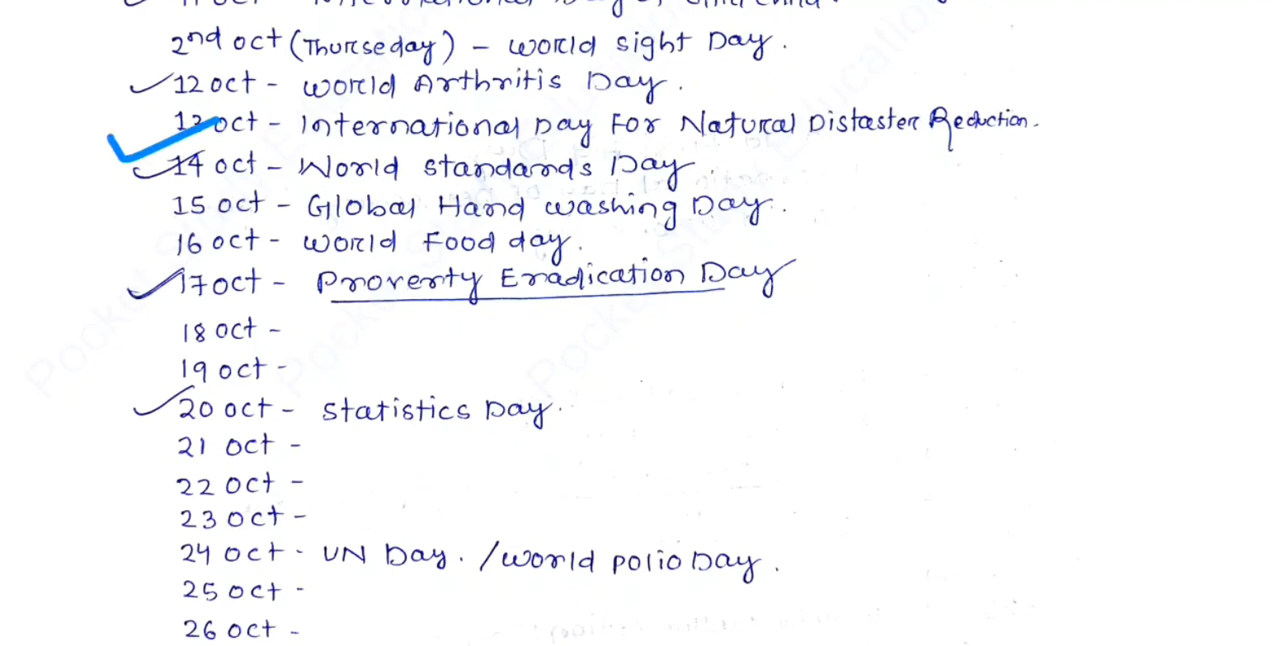 2nd oct (Thurseday) - World Sight Day.
12 oct - World Arthritis Day.
13 oct - International Day For Natural Distaster Reduction.
14 oct - World Standards Day
15 oct - Global Hand washing Day.
16 oct - World Food day.
17 oct - Proverty Eradication Day
18 oct -
19 oct -
20 oct - Statistics Day.
21 oct -
22 oct -
23 oct -
24 oct - UN Day. / World Polio Day.
25 oct -
26 oct -